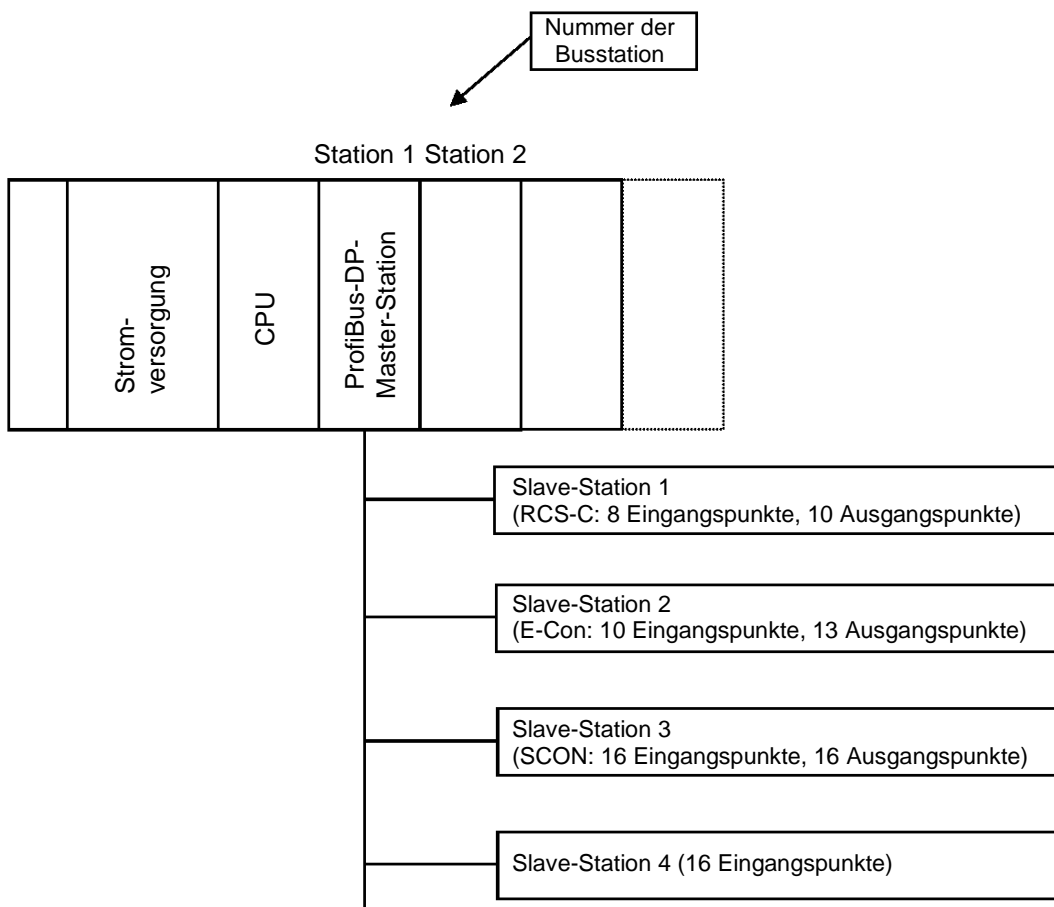 Nummer der
Busstation
Station 1 Station 2
Strom-
versorgung
CPU
ProfiBus-DP-
Master-Station
Slave-Station 1
(RCS-C: 8 Eingangspunkte, 10 Ausgangspunkte)
Slave-Station 2
(E-Con: 10 Eingangspunkte, 13 Ausgangspunkte)
Slave-Station 3
(SCON: 16 Eingangspunkte, 16 Ausgangspunkte)
Slave-Station 4 (16 Eingangspunkte)